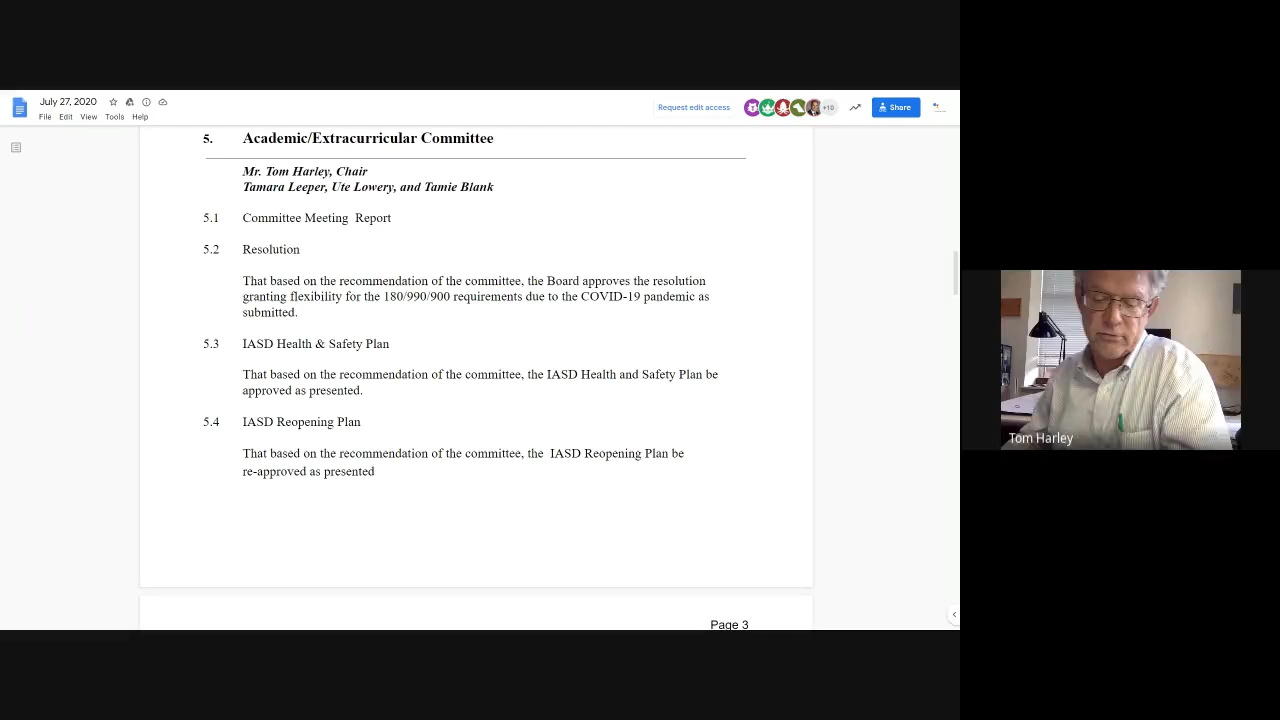 July 27, 2020
File Edit View Tools Help
Request edit access
+10
Share
5. Academic/Extracurricular Committee
Mr. Tom Harley, Chair
Tamara Leeper, Ute Lowery, and Tamie Blank
5.1 Committee Meeting Report
5.2 Resolution
That based on the recommendation of the committee, the Board approves the resolution
granting flexibility for the 180/990/900 requirements due to the COVID-19 pandemic as
submitted.
5.3 IASD Health & Safety Plan
That based on the recommendation of the committee, the IASD Health and Safety Plan be
approved as presented.
5.4 IASD Reopening Plan
That based on the recommendation of the committee, the IASD Reopening Plan be
re-approved as presented
Page 3
Tom Harley